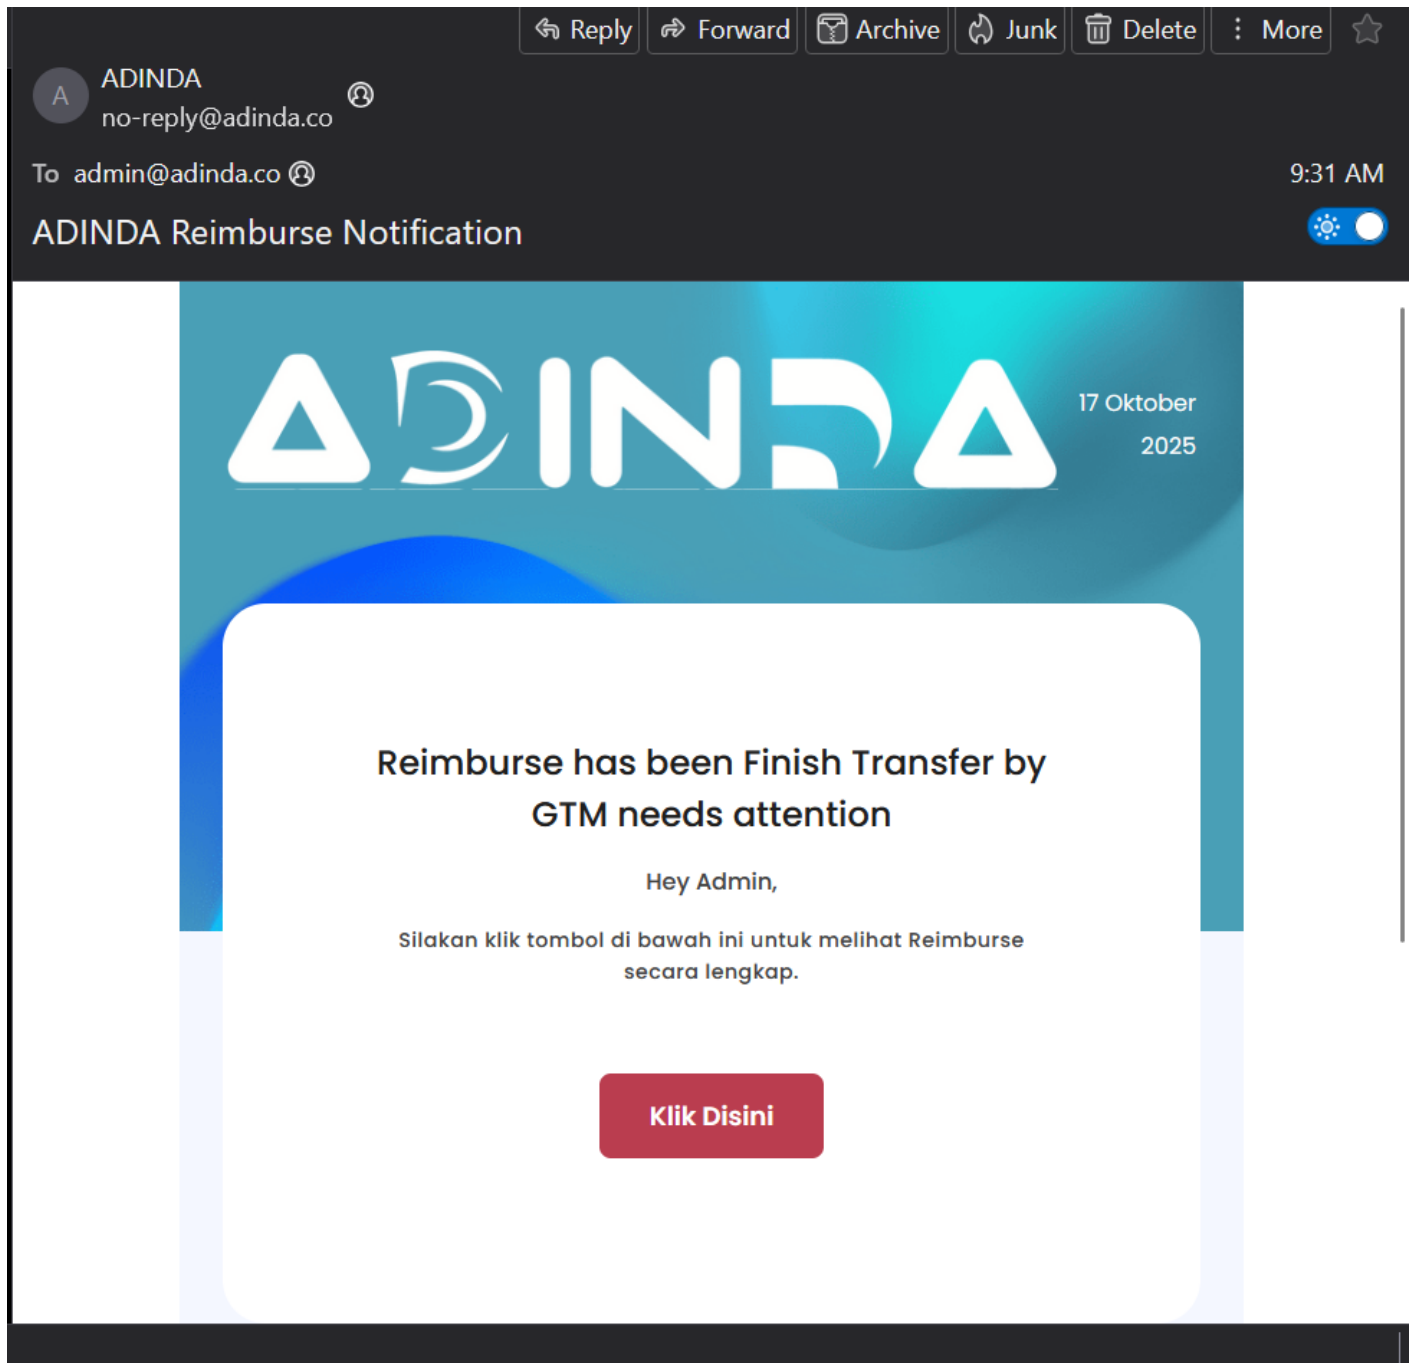 Reply
Forward
Archive
Junk
Delete
More
A
ADINDA
no-reply@adinda.co
To admin@adinda.co
9:31 AM
ADINDA Reimburse Notification
ADINDA
17 Oktober
2025
Reimburse has been Finish Transfer by
GTM needs attention
Hey Admin,
Silakan klik tombol di bawah ini untuk melihat Reimburse
secara lengkap.
Klik Disini